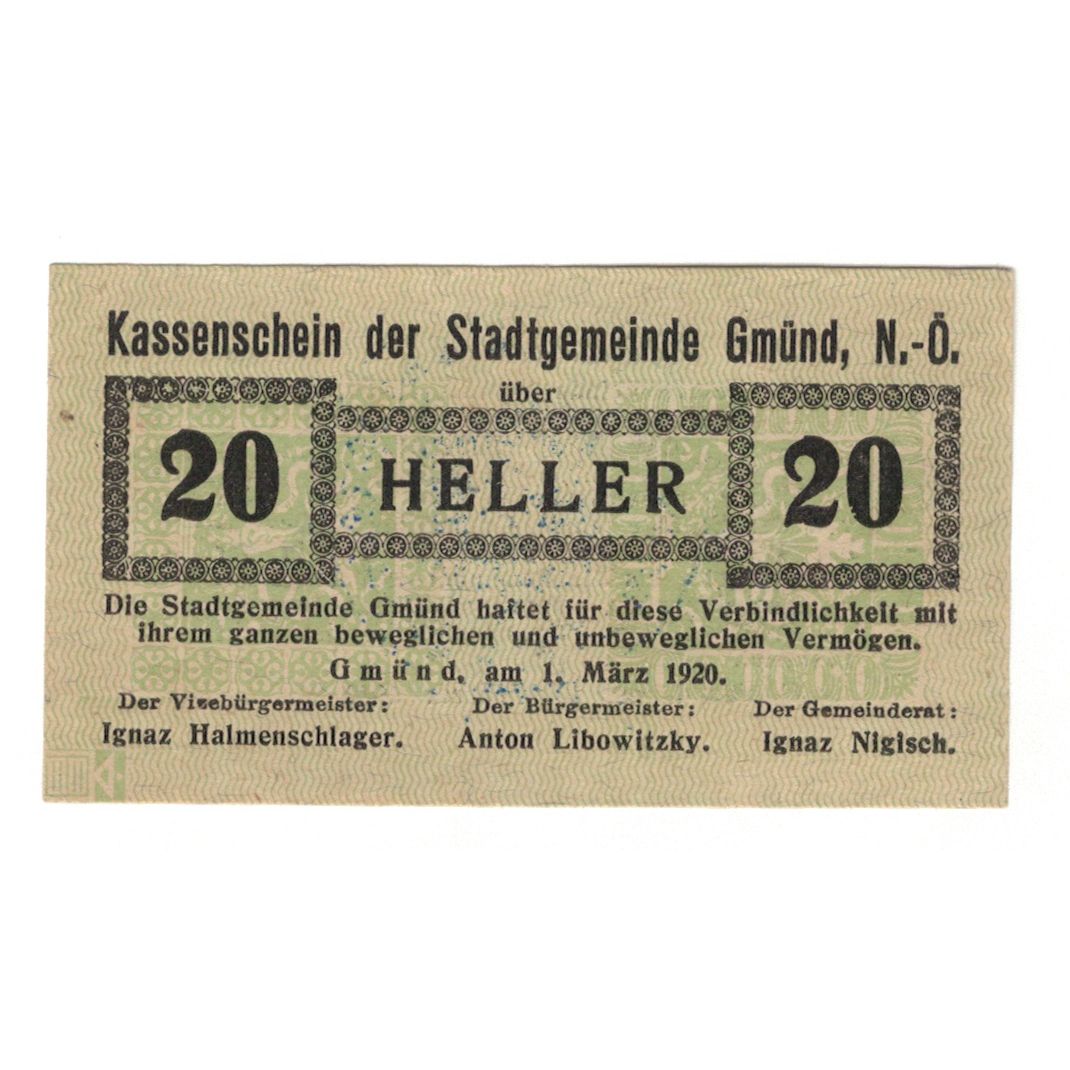 Kassenschein der Stadtgemeinde Gmünd, N.-Ö.
über
20 HELLER 20
Die Stadtgemeinde Gmünd haftet für diese Verbindlichkeit mit
ihrem ganzen beweglichen und unbeweglichen Vermögen.
Gmünd, am 1. März 1920.
Der Vizebürgermeister: Der Bürgermeister: Der Gemeinderat:
Ignaz Halmenschlager. Anton Libowitzky. Ignaz Nigisch.